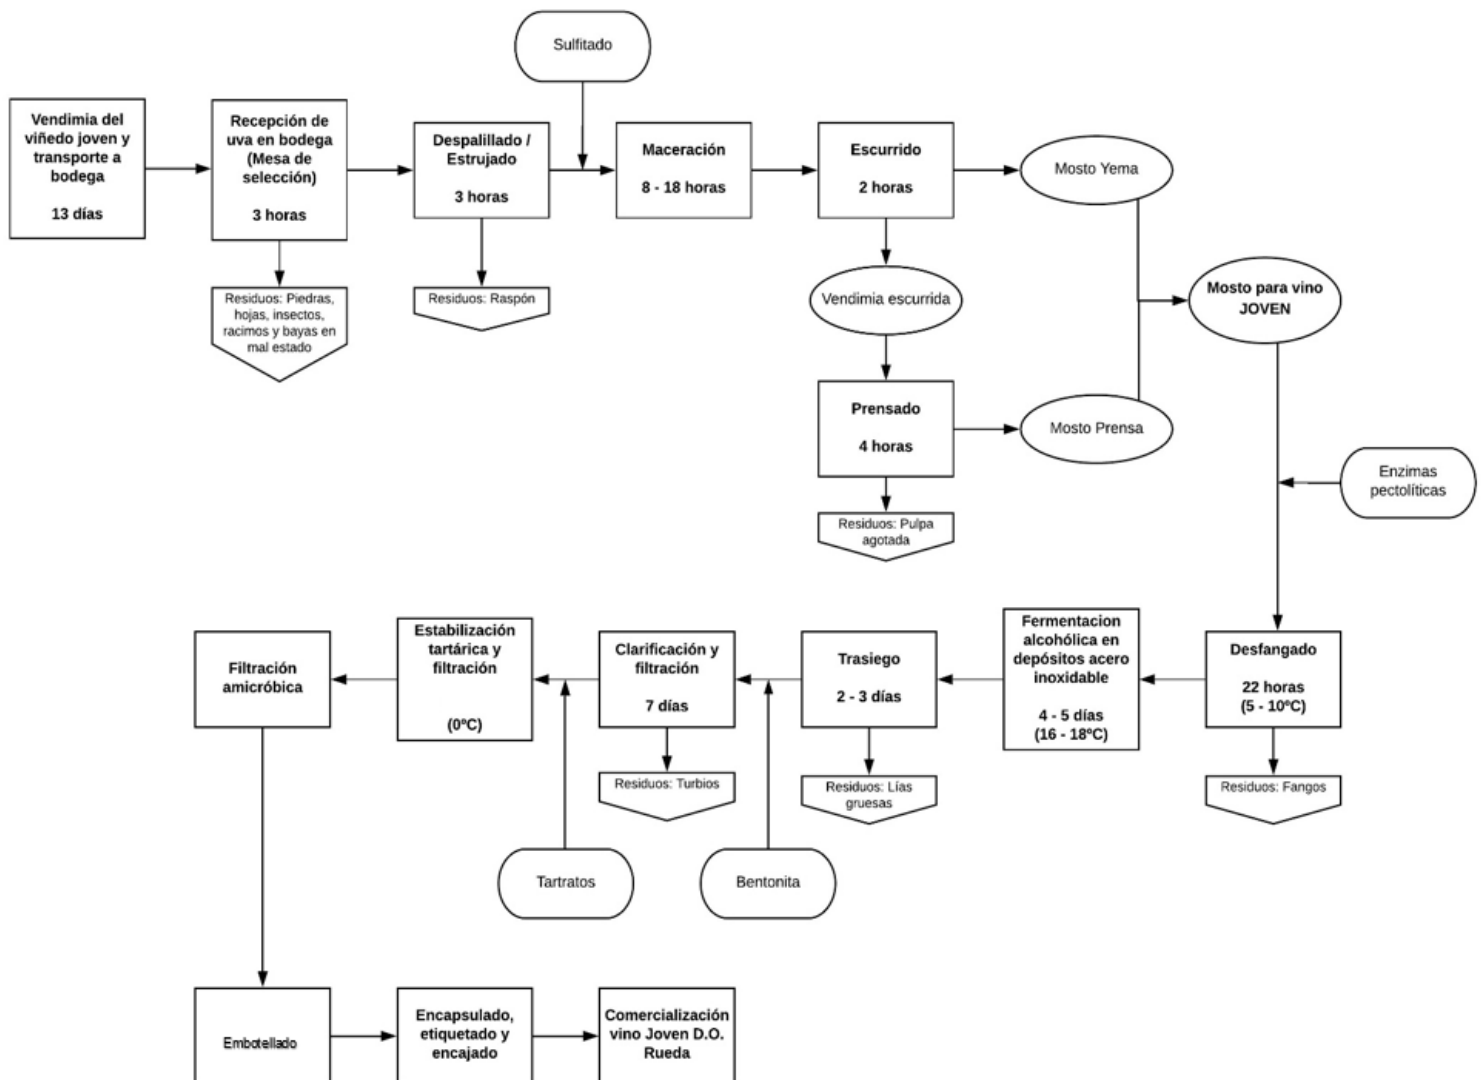 Sulfitado
Vendimia del
viñedo joven y
transporte a
bodega
13 días
Recepción de
uva en bodega
(Mesa de
selección)
3 horas
Despalillado /
Estrujado
3 horas
Maceración
8 - 18 horas
Escurrido
2 horas
Mosto Yema
Residuos: Piedras,
hojas, insectos,
racimos y bayas en
mal estado
Residuos: Raspón
Vendimia escurrida
Mosto para vino
JOVEN
Prensado
4 horas
Mosto Prensa
Enzimas
pectolíticas
Residuos: Pulpa
agotada
Filtración
amicróbica
Estabilización
tartárica y
filtración
(0ºC)
Clarificación y
filtración
7 días
Trasiego
2 - 3 días
Fermentacion
alcohólica en
depósitos acero
inoxidable
4 - 5 días
(16 - 18ºC)
Desfangado
22 horas
(5 - 10ºC)
Residuos: Turbios
Residuos: Lías
gruesas
Residuos: Fangos
Tartratos
Bentonita
Embotellado
Encapsulado,
etiquetado y
encajado
Comercialización
vino Joven D.O.
Rueda